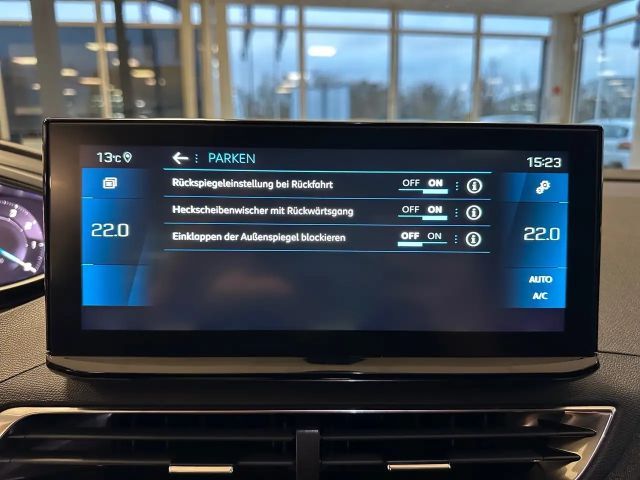 13°C
PARKEN
15:23
Rückspiegeleinstellung bei Rückfahrt OFF ON
Heckscheibenwischer mit Rückwärtsgang OFF ON
22.0
22.0
Einklappen der Außenspiegel blockieren OFF ON
AUTO
A/C